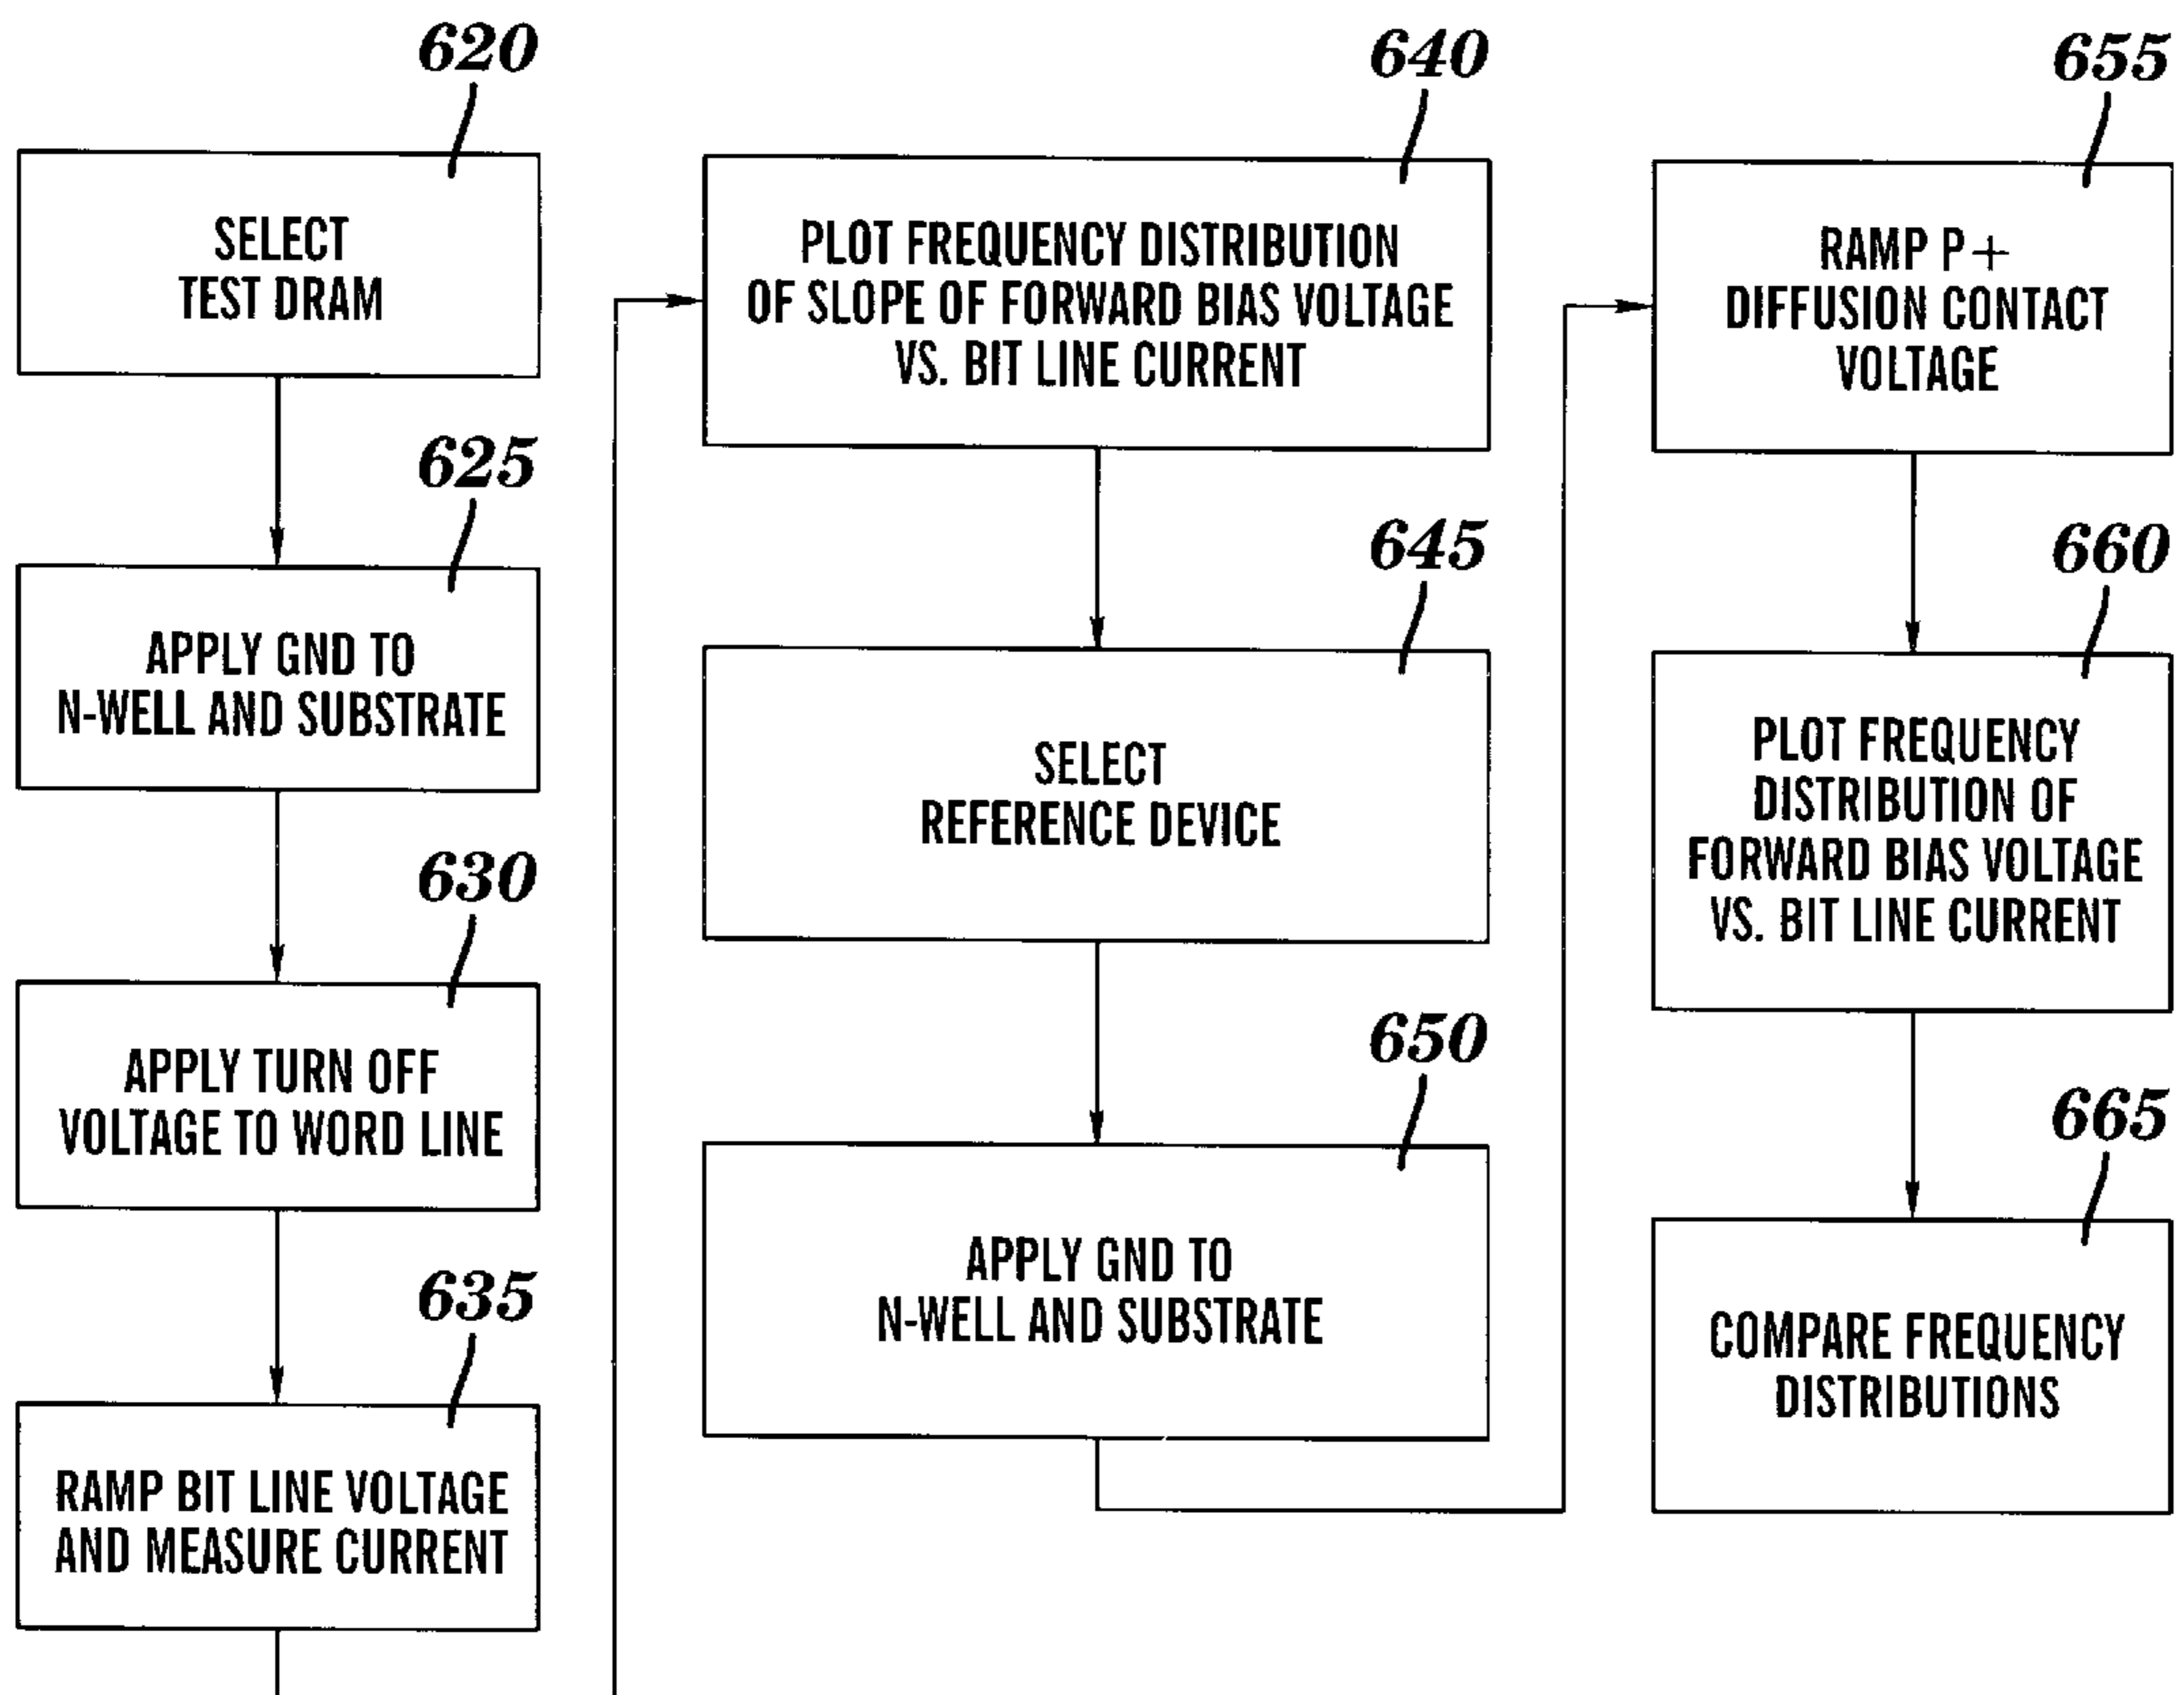 620
SELECT
TEST DRAM
625
APPLY GND TO
N-WELL AND SUBSTRATE
630
APPLY TURN OFF
VOLTAGE TO WORD LINE
635
RAMP BIT LINE VOLTAGE
AND MEASURE CURRENT
640
PLOT FREQUENCY DISTRIBUTION
OF SLOPE OF FORWARD BIAS VOLTAGE
VS. BIT LINE CURRENT
645
SELECT
REFERENCE DEVICE
650
APPLY GND TO
N-WELL AND SUBSTRATE
655
RAMP P+
DIFFUSION CONTACT
VOLTAGE
660
PLOT FREQUENCY
DISTRIBUTION OF
FORWARD BIAS VOLTAGE
VS. BIT LINE CURRENT
665
COMPARE FREQUENCY
DISTRIBUTIONS